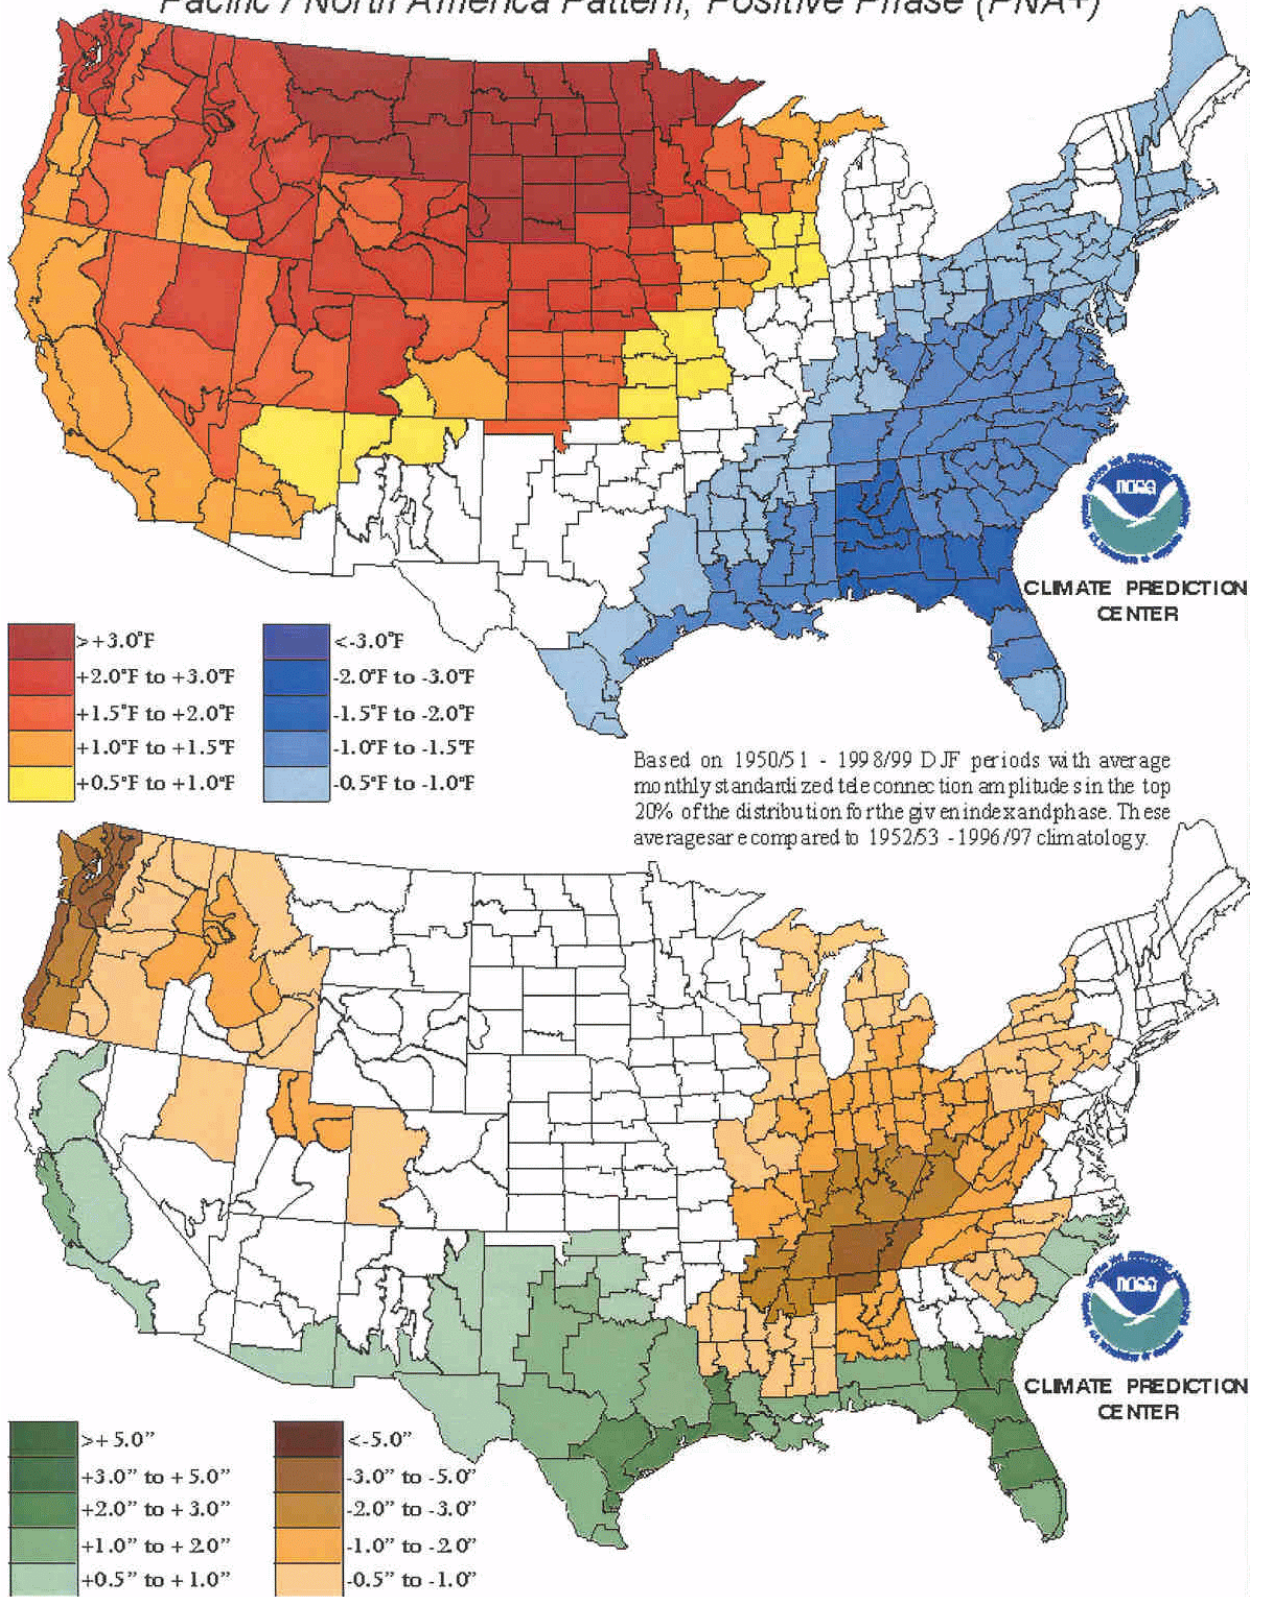 Pacific / North America Pattern, Positive Phase (PNA+)
NOAA
CLIMATE PREDICTION
CENTER
>+3.0°F
+2.0°F to +3.0°F
+1.5°F to +2.0°F
+1.0°F to +1.5°F
+0.5°F to +1.0°F
<-3.0°F
-2.0°F to -3.0°F
-1.5°F to -2.0°F
-1.0°F to -1.5°F
-0.5°F to -1.0°F
Based on 1950/51 - 1998/99 DJF periods with average
monthly standardized teleconnection amplitudes in the top
20% of the distribution for the given index and phase. These
averages are compared to 1952/53 - 1996/97 climatology.
NOAA
CLIMATE PREDICTION
CENTER
>+ 5.0”
+3.0” to + 5.0”
+2.0” to + 3.0”
+1.0” to + 2.0”
+0.5” to + 1.0”
<-5.0”
-3.0” to -5.0”
-2.0” to -3.0”
-1.0” to -2.0”
-0.5” to -1.0”